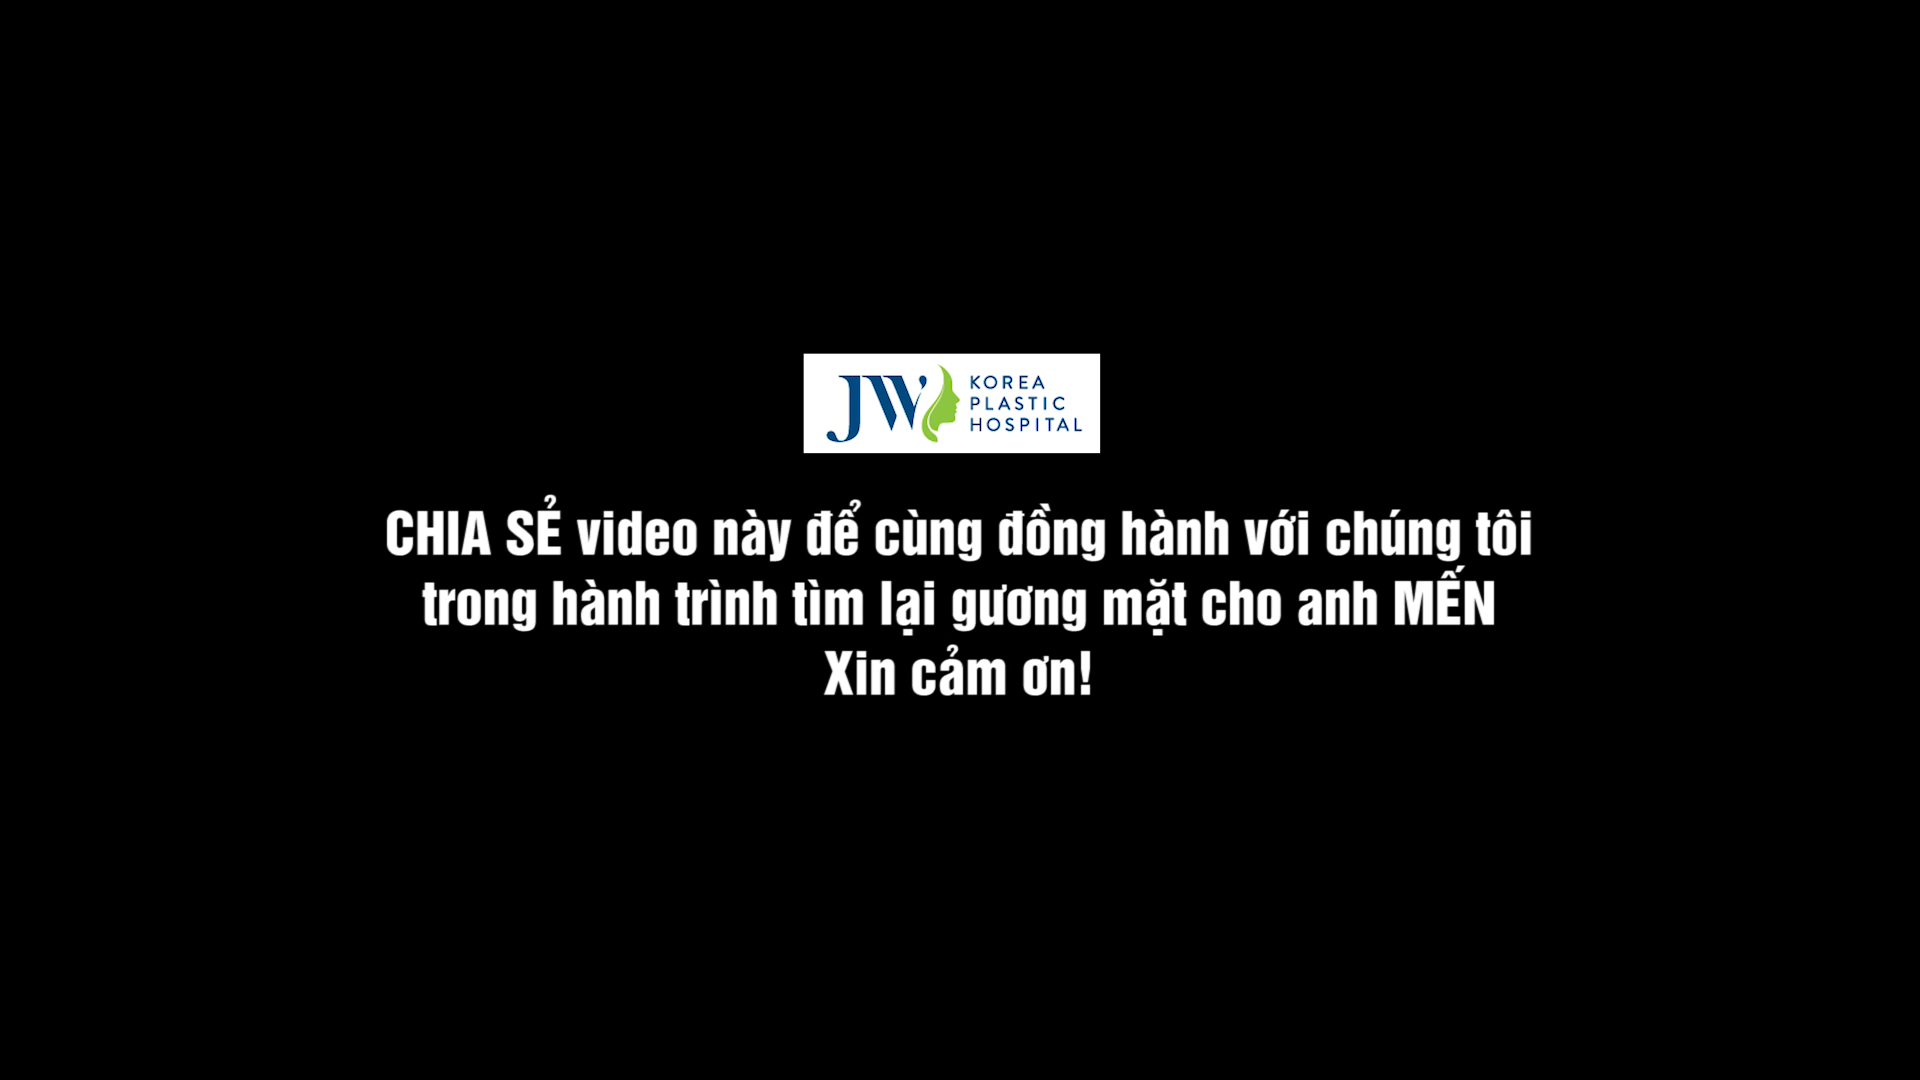 JW KOREA
PLASTIC
HOSPITAL
CHIA SẺ video này để cùng đồng hành với chúng tôi
trong hành trình tìm lại gương mặt cho anh MẾN
Xin cảm ơn!